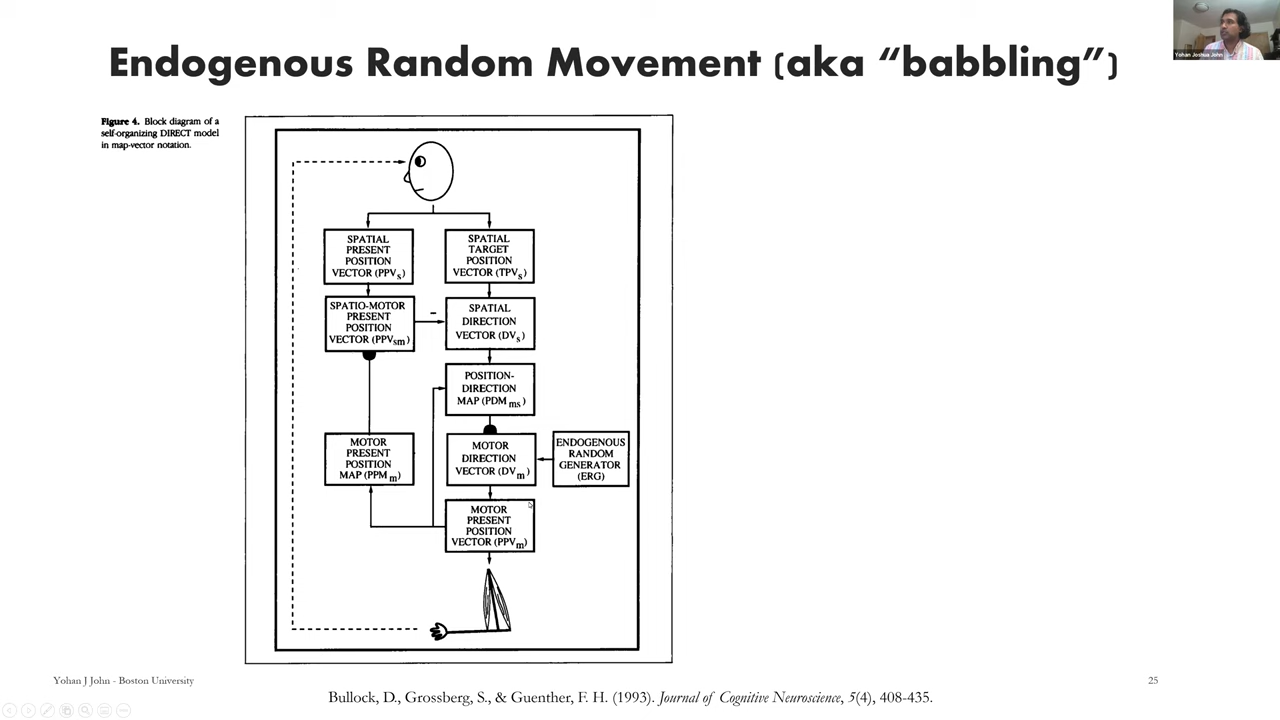 Endogenous Random Movement (aka “babbling”)
Yohan Joshua John
Figure 4. Block diagram of a
self-organizing DIRECT model
in map-vector notation.
SPATIAL
PRESENT
POSITION
VECTOR (PPVs)
SPATIAL
TARGET
POSITION
VECTOR (TPVs)
SPATIO-MOTOR
PRESENT
POSITION
VECTOR (PPVsm)
–
SPATIAL
DIRECTION
VECTOR (DVs)
POSITION-
DIRECTION
MAP (PDMms)
MOTOR
PRESENT
POSITION
MAP (PPMm)
MOTOR
DIRECTION
VECTOR (DVm)
ENDOGENOUS
RANDOM
GENERATOR
(ERG)
MOTOR
PRESENT
POSITION
VECTOR (PPVm)
Yohan J John - Boston University
25
Bullock, D., Grossberg, S., & Guenther, F. H. (1993). Journal of Cognitive Neuroscience, 5(4), 408-435.